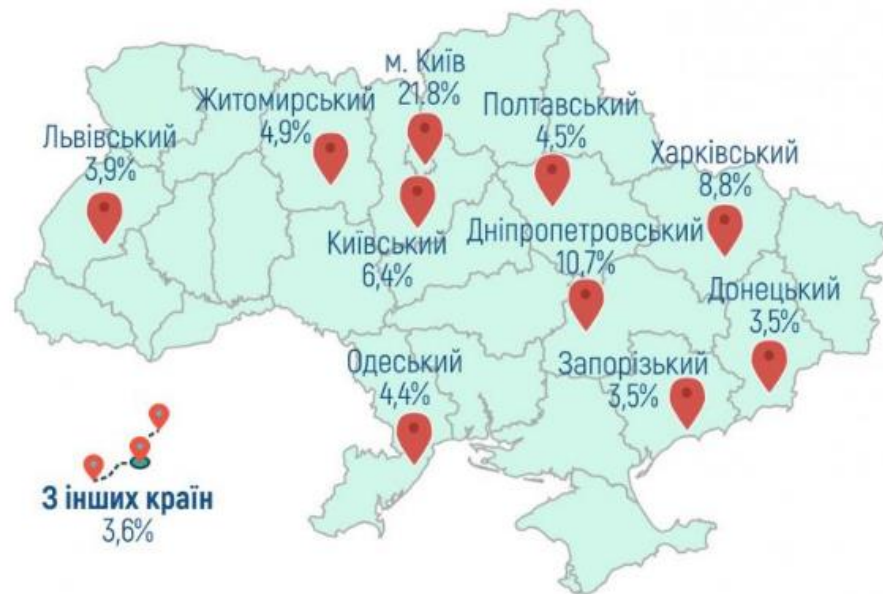 м. Київ
21.8%
Житомирський
4,9%
Полтавський
4,5%
Львівський
3,9%
Харківський
8,8%
Київський
6,4%
Дніпропетровський
10,7%
Донецький
3,5%
Одеський
4,4%
Запорізький
3,5%
З інших країн
3,6%